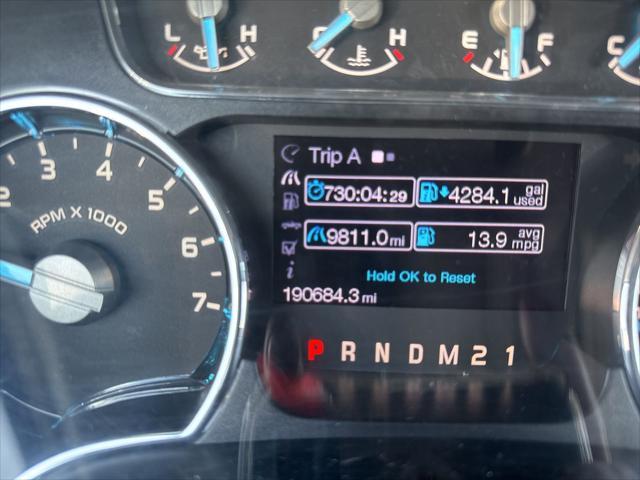 L H
C H
E F
C
Trip A
730:04:29
4284.1 gal used
9811.0 mi
13.9 avg mpg
Hold OK to Reset
190684.3 mi
P R N D M 2 1
2 3 4 5 6 7
RPM X 1000